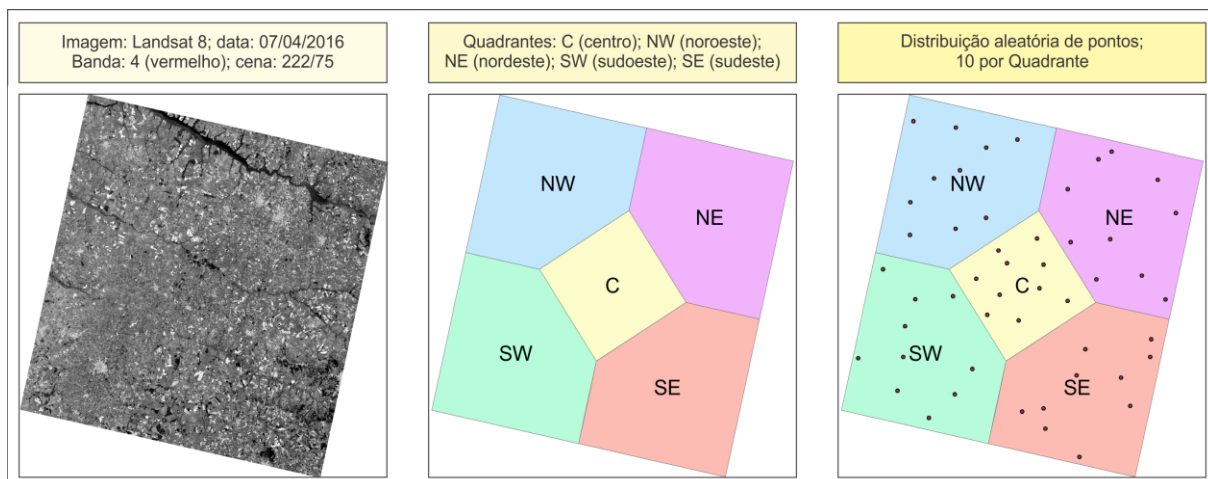 Imagem: Landsat 8; data: 07/04/2016
Banda: 4 (vermelho); cena: 222/75
Quadrantes: C (centro); NW (noroeste);
NE (nordeste); SW (sudoeste); SE (sudeste)
Distribuição aleatória de pontos;
10 por Quadrante
NW
NE
C
SW
SE
NW
NE
C
SW
SE